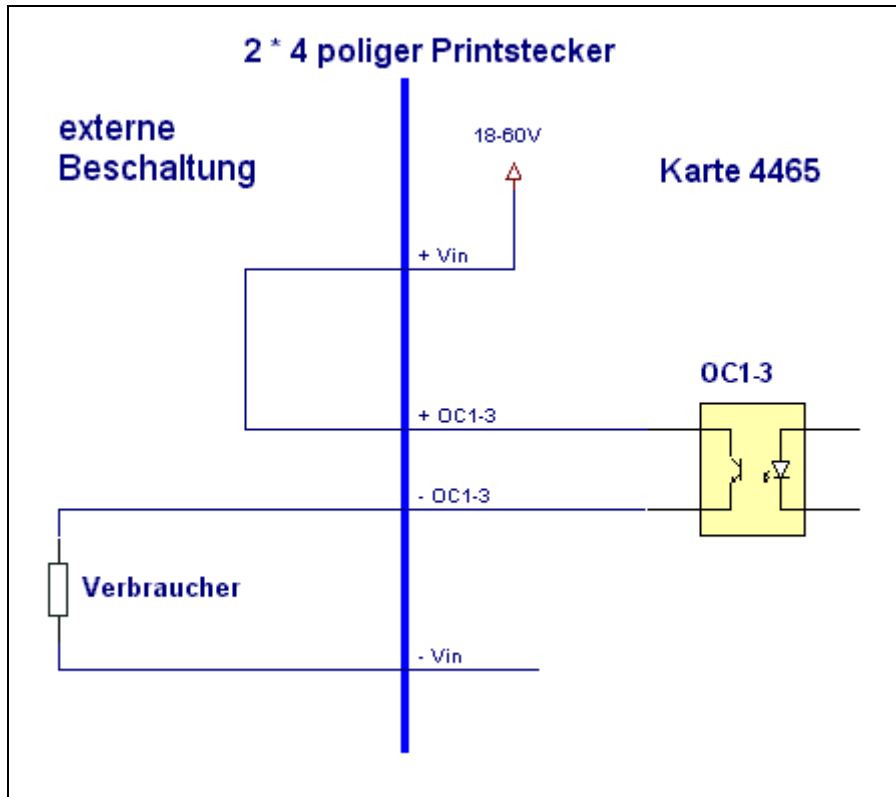 2 * 4 poliger Printstecker
externe
Beschaltung
18-60V
Karte 4465
+ Vin
OC1-3
+ OC1-3
- OC1-3
Verbraucher
- Vin